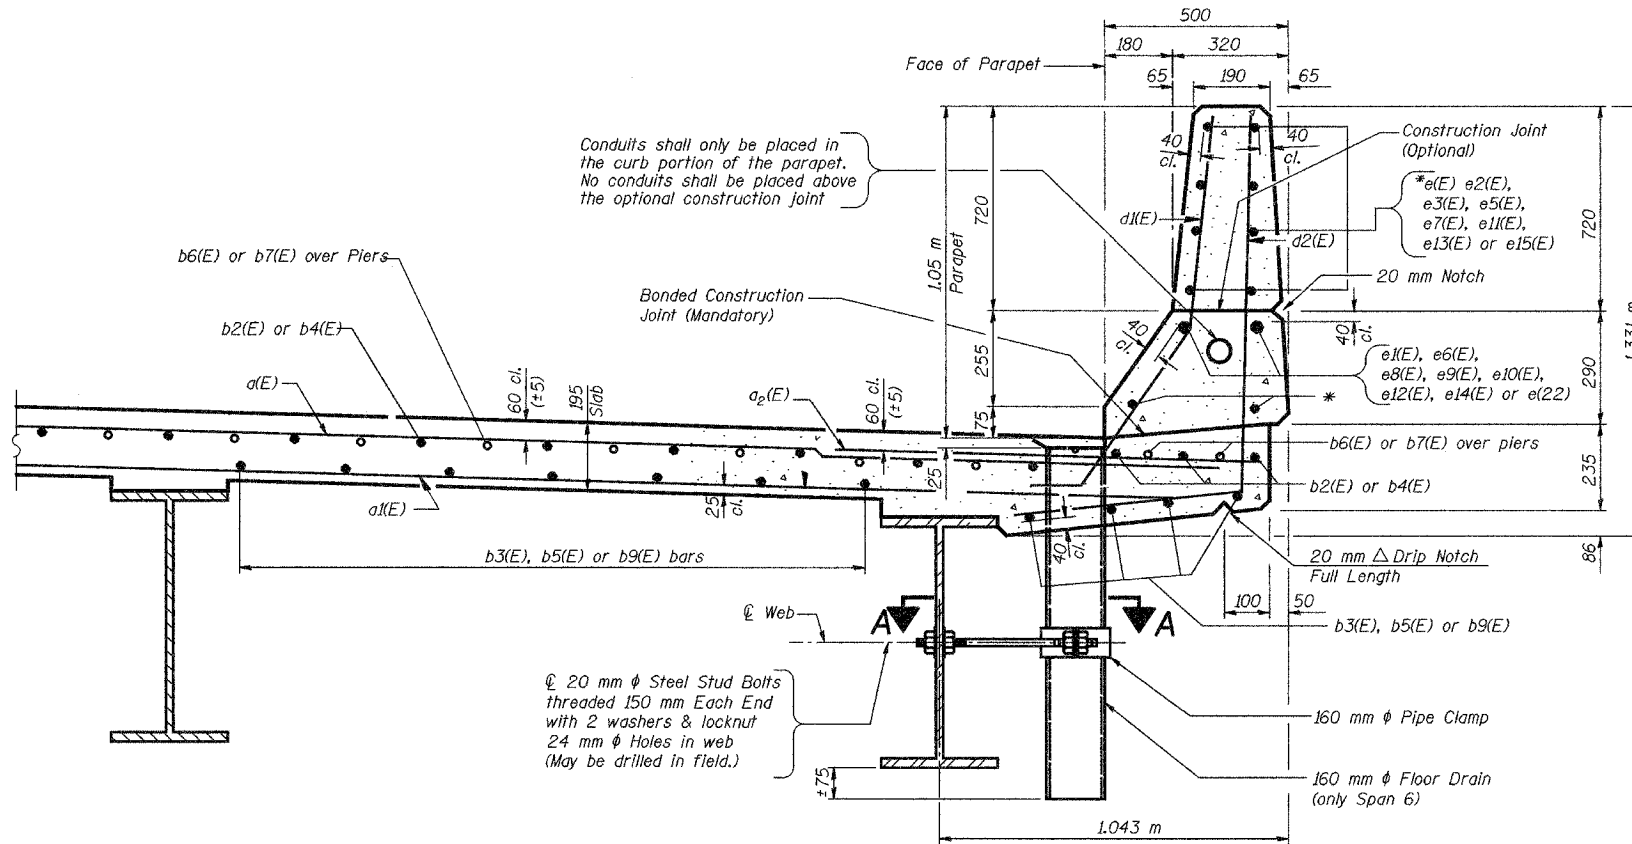 500
180
320
Face of Parapet
65
190
65
Conduits shall only be placed in
the curb portion of the parapet.
No conduits shall be placed above
the optional construction joint
40
cl.
40
cl.
Construction Joint
(Optional)
*e(E) e2(E),
e3(E), e5(E),
e7(E), e11(E),
e13(E) or e15(E)
d1(E)
d2(E)
720
720
1.05 m
Parapet
1.331 m
b6(E) or b7(E) over Piers
20 mm Notch
Bonded Construction
Joint (Mandatory)
b2(E) or b4(E)
40
cl.
40
cl.
255
290
e1(E), e6(E),
e8(E), e9(E), e10(E),
e12(E), e14(E) or e(22)
*
a(E)
60 cl.
(±5)
195
Slab
a2(E)
60 cl.
(±5)
75
b6(E) or b7(E) over piers
25
235
b2(E) or b4(E)
a1(E)
25
cl.
40
cl.
86
b3(E), b5(E) or b9(E) bars
20 mm △ Drip Notch
Full Length
100
50
A
A
℄ Web
b3(E), b5(E) or b9(E)
℄ 20 mm ϕ Steel Stud Bolts
threaded 150 mm Each End
with 2 washers & locknut
24 mm ϕ Holes in web
(May be drilled in field.)
160 mm ϕ Pipe Clamp
±75
160 mm ϕ Floor Drain
(only Span 6)
1.043 m